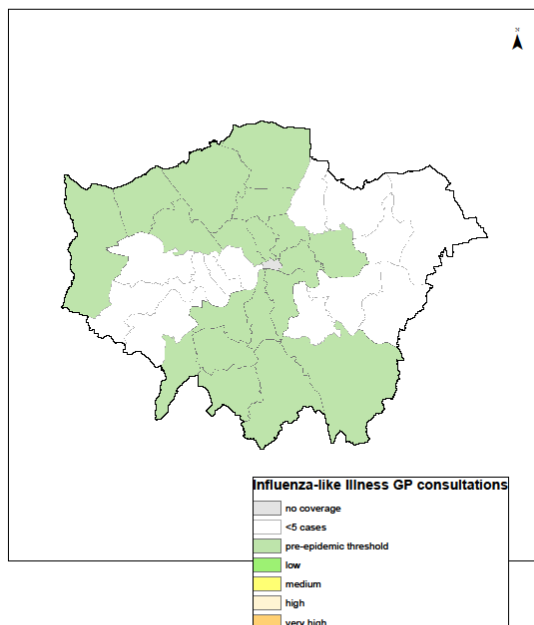 N
Influenza-like Illness GP consultations
no coverage
<5 cases
pre-epidemic threshold
low
medium
high
very high